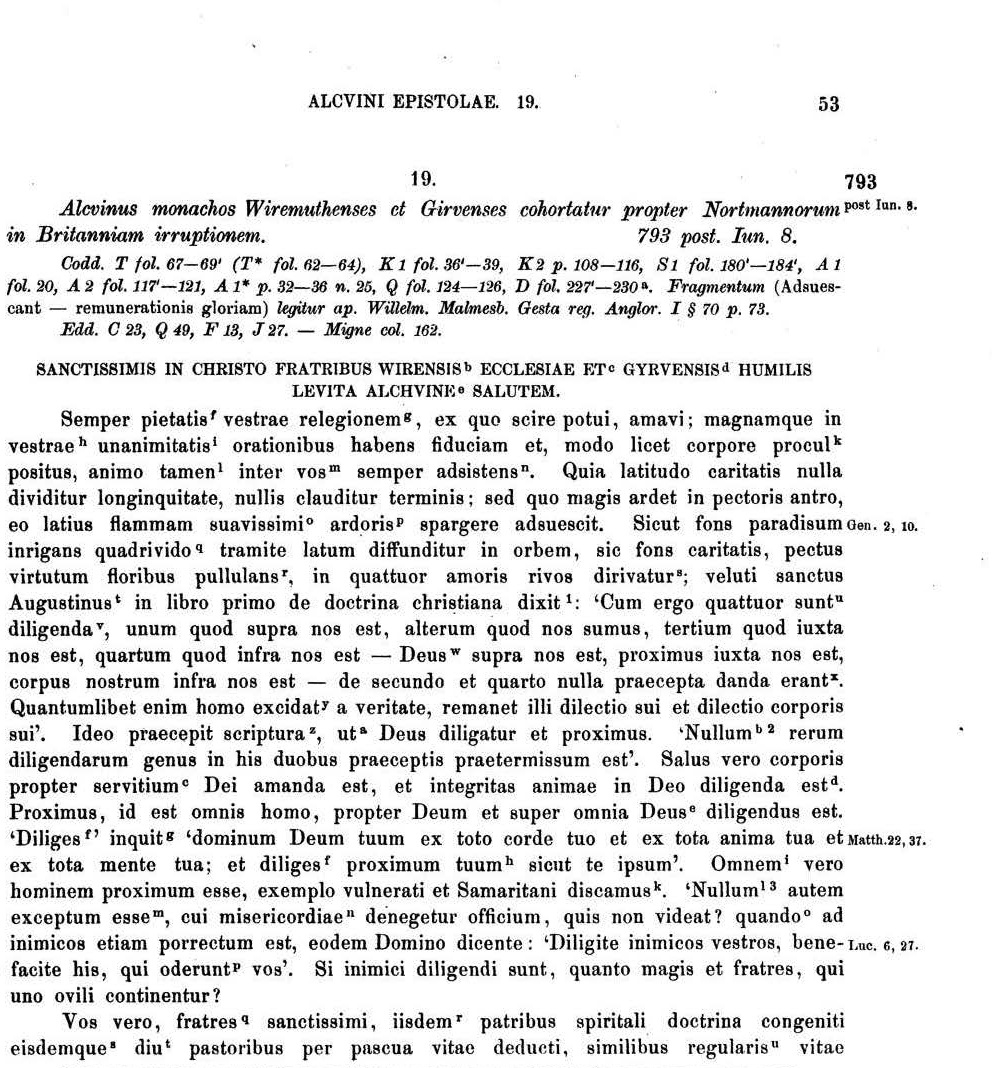 ALCVINI EPISTOLAE. 19. 53
19. 793
Alcvinus monachos Wiremuthenses et Girvenses cohortatur propter Nortmannorum post Iun. 8.
in Britanniam irruptionem. 793 post. Iun. 8.
Codd. T fol. 67—69' (T* fol. 62—64), K 1 fol. 36'—39, K 2 p. 108—116, S 1 fol. 180'—184', A 1
fol. 20, A 2 fol. 117'—121, A 1* p. 32—36 n. 25, Q fol. 124—126, D fol. 227'—230 ᵃ. Fragmentum (Adsues-
cant — remunerationis gloriam) legitur ap. Willelm. Malmesb. Gesta reg. Anglor. I § 70 p. 73.
Edd. C 23, Q 49, F 13, J 27. — Migne col. 162.
SANCTISSIMIS IN CHRISTO FRATRIBUS WIRENSIS ᵇ ECCLESIAE ET ᶜ GYRVENSIS ᵈ HUMILIS
LEVITA ALCHVINE ᵉ SALUTEM.
Semper pietatis ᶠ vestrae relegionem ᵍ, ex quo scire potui, amavi; magnamque in
vestrae ʰ unanimitatis ⁱ orationibus habens fiduciam et, modo licet corpore procul ᵏ
positus, animo tamen ˡ inter vos ᵐ semper adsistens ⁿ. Quia latitudo caritatis nulla
dividitur longinquitate, nullis clauditur terminis; sed quo magis ardet in pectoris antro,
eo latius flammam suavissimi ᵒ ardoris ᵖ spargere adsuescit. Sicut fons paradisum Gen. 2, 10.
inrigans quadrivido q tramite latum diffunditur in orbem, sic fons caritatis, pectus
virtutum floribus pullulans ʳ, in quattuor amoris rivos dirivatur ˢ; veluti sanctus
Augustinus ᵗ in libro primo de doctrina christiana dixit ¹: 'Cum ergo quattuor sunt ᵘ
diligenda ᵛ, unum quod supra nos est, alterum quod nos sumus, tertium quod iuxta
nos est, quartum quod infra nos est — Deus ʷ supra nos est, proximus iuxta nos est,
corpus nostrum infra nos est — de secundo et quarto nulla praecepta danda erant ˣ.
Quantumlibet enim homo excidat ʸ a veritate, remanet illi dilectio sui et dilectio corporis
sui'. Ideo praecepit scriptura ᶻ, ut ᵃ Deus diligatur et proximus. 'Nullum ᵇ ² rerum
diligendarum genus in his duobus praeceptis praetermissum est'. Salus vero corporis
propter servitium ᶜ Dei amanda est, et integritas animae in Deo diligenda est ᵈ.
Proximus, id est omnis homo, propter Deum et super omnia Deus ᵉ diligendus est.
'Diliges ᶠ' inquit ᵍ 'dominum Deum tuum ex toto corde tuo et ex tota anima tua et Matth. 22, 37.
ex tota mente tua; et diliges ᶠ proximum tuum ʰ sicut te ipsum'. Omnem ⁱ vero
hominem proximum esse, exemplo vulnerati et Samaritani discamus ᵏ. 'Nullum ˡ ³ autem
exceptum esse ᵐ, cui misericordiae ⁿ denegetur officium, quis non videat? quando ᵒ ad
inimicos etiam porrectum est, eodem Domino dicente: 'Diligite inimicos vestros, bene- Luc. 6, 27.
facite his, qui oderunt ᵖ vos'. Si inimici diligendi sunt, quanto magis et fratres, qui
uno ovili continentur?
Vos vero, fratres q sanctissimi, iisdem ʳ patribus spiritali doctrina congeniti
eisdemque ˢ diu ᵗ pastoribus per pascua vitae deducti, similibus regularis ᵘ vitae